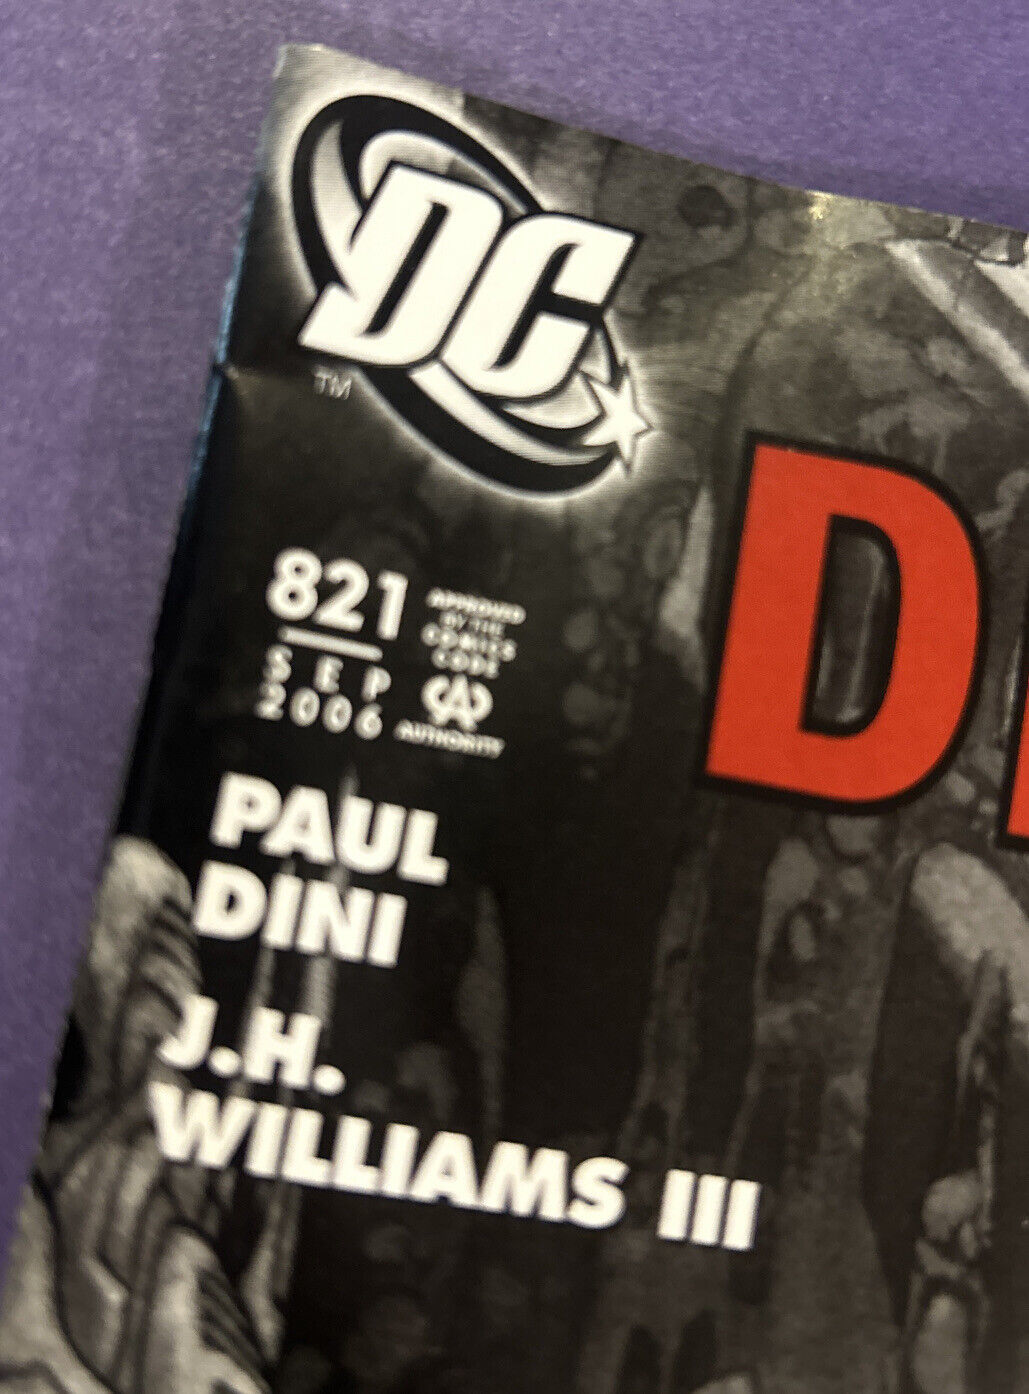 DC
TM
821
SEP
2006
APPROVED
BY THE
COMICS
CODE
CA
AUTHORITY
D
PAUL
DINI
J.H.
WILLIAMS III